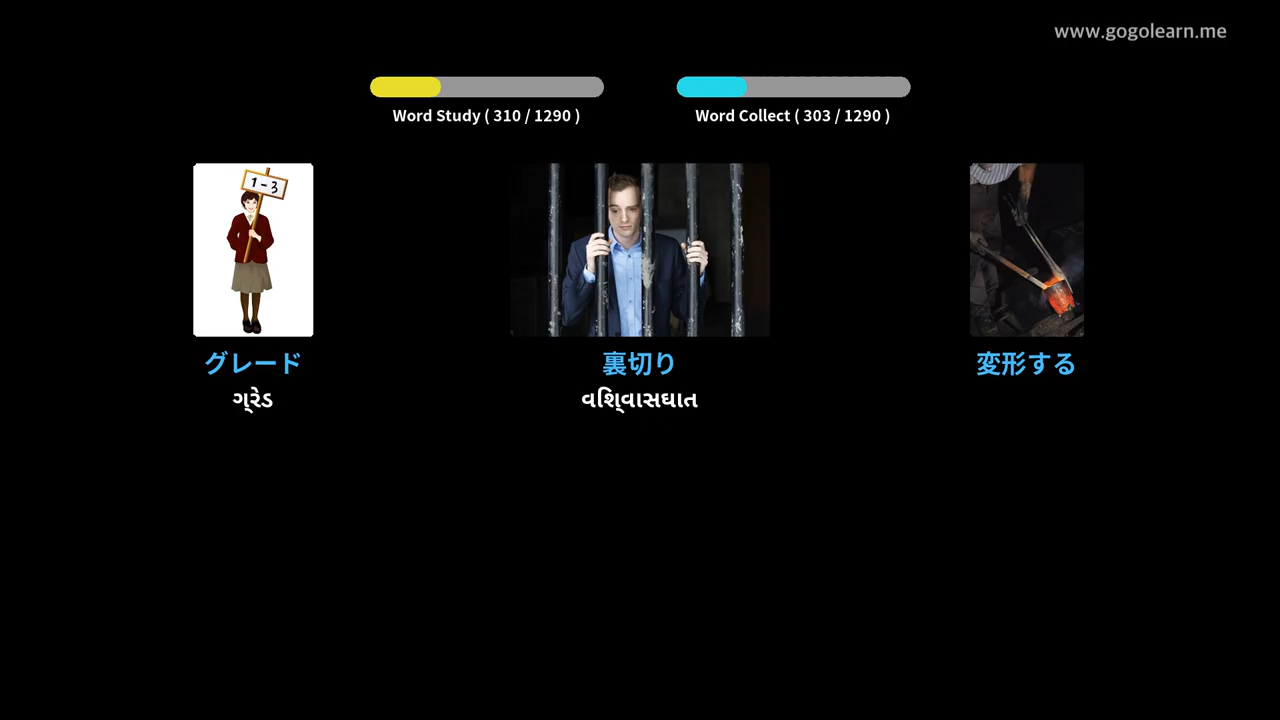 www.gogolearn.me
Word Study ( 310 / 1290 )
Word Collect ( 303 / 1290 )
1-3
グレード
裏切り
変形する
ગ્રેડ
વિશ્વાસઘાત